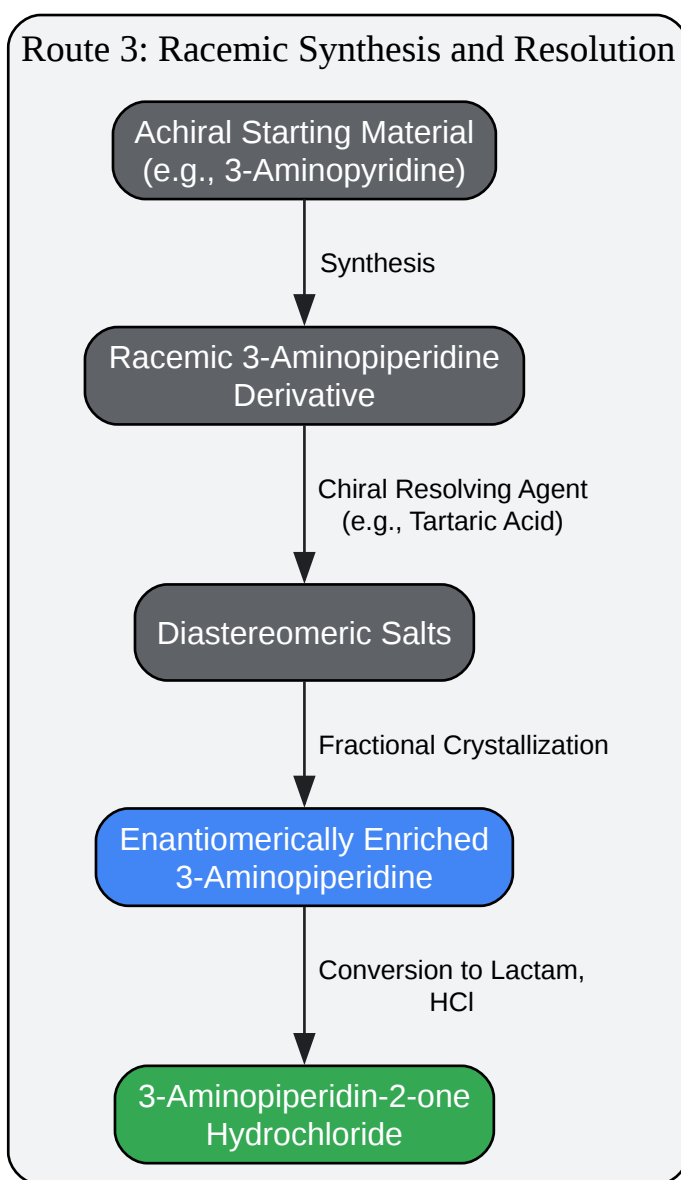 Route 3: Racemic Synthesis and Resolution
Achiral Starting Material
(e.g., 3-Aminopyridine)
Synthesis
Racemic 3-Aminopiperidine
Derivative
Chiral Resolving Agent
(e.g., Tartaric Acid)
Diastereomeric Salts
Fractional Crystallization
Enantiomerically Enriched
3-Aminopiperidine
Conversion to Lactam,
HCl
3-Aminopiperidin-2-one
Hydrochloride